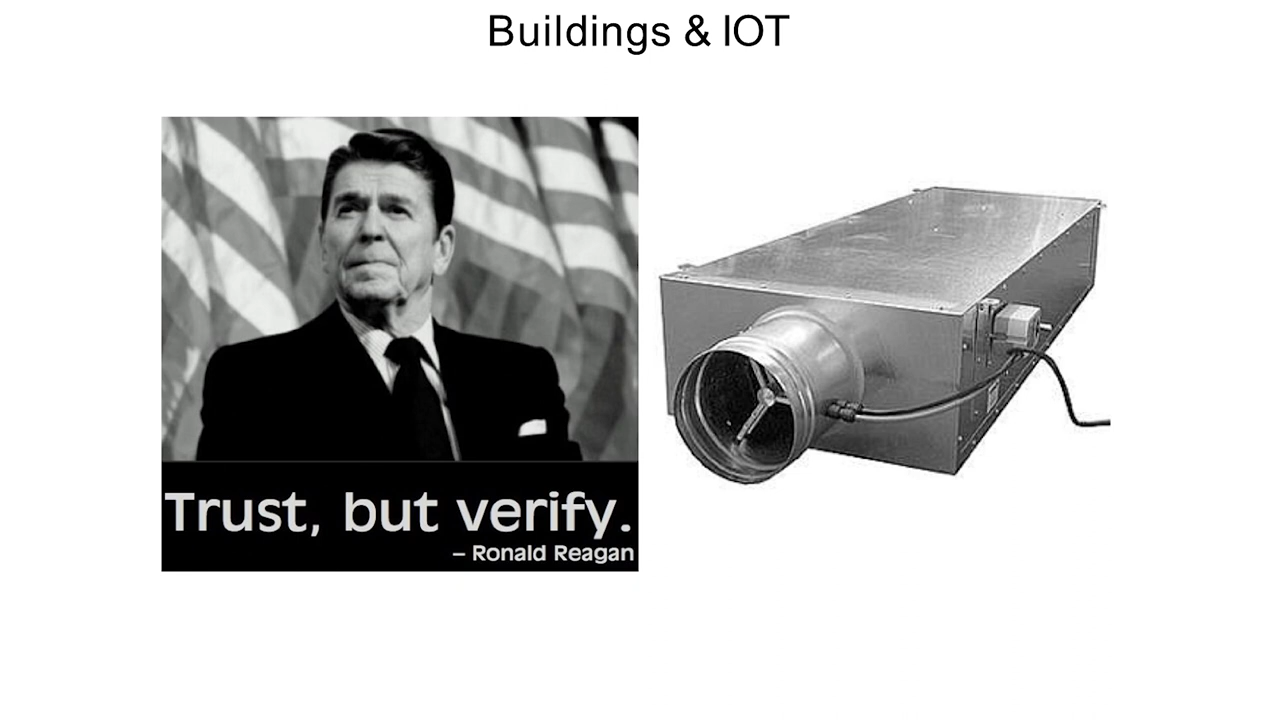 Buildings & IOT
Trust, but verify.
– Ronald Reagan